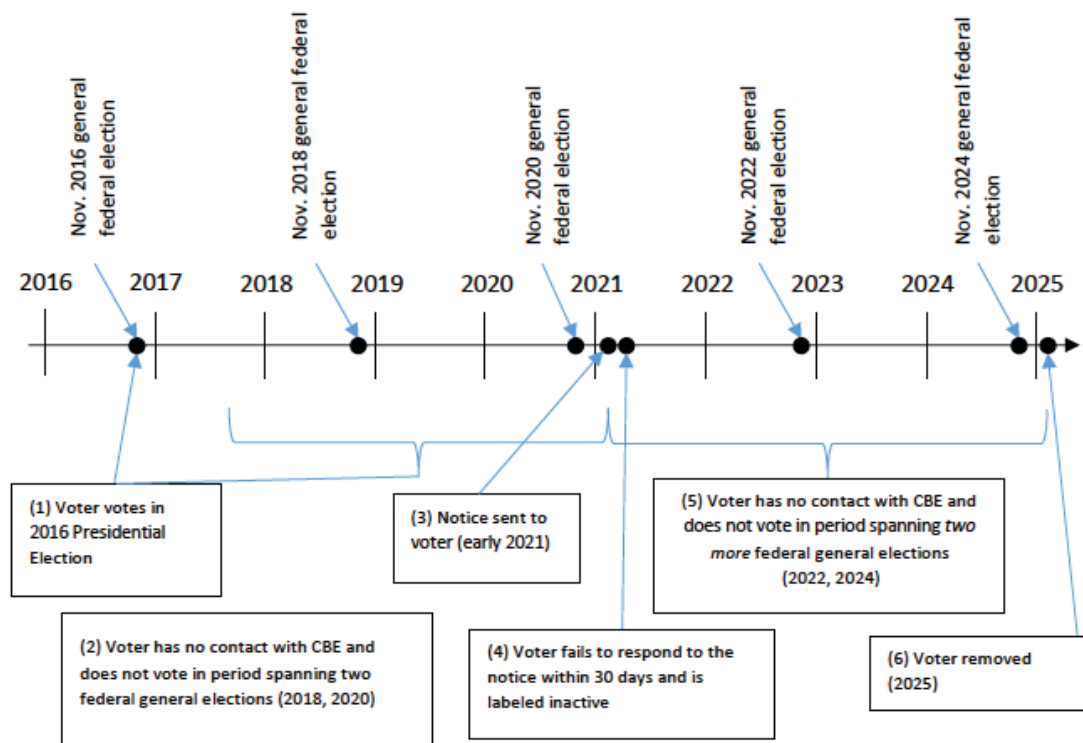 Nov. 2016 general
federal election
Nov. 2018 general federal
election
Nov. 2020 general
federal election
Nov. 2022 general
federal election
Nov. 2024 general federal
election
2016
2017
2018
2019
2020
2021
2022
2023
2024
2025
(1) Voter votes in
2016 Presidential
Election
(3) Notice sent to
voter (early 2021)
(5) Voter has no contact with CBE and
does not vote in period spanning two
more federal general elections
(2022, 2024)
(2) Voter has no contact with CBE and
does not vote in period spanning two
federal general elections (2018, 2020)
(4) Voter fails to respond to the
notice within 30 days and is
labeled inactive
(6) Voter removed
(2025)